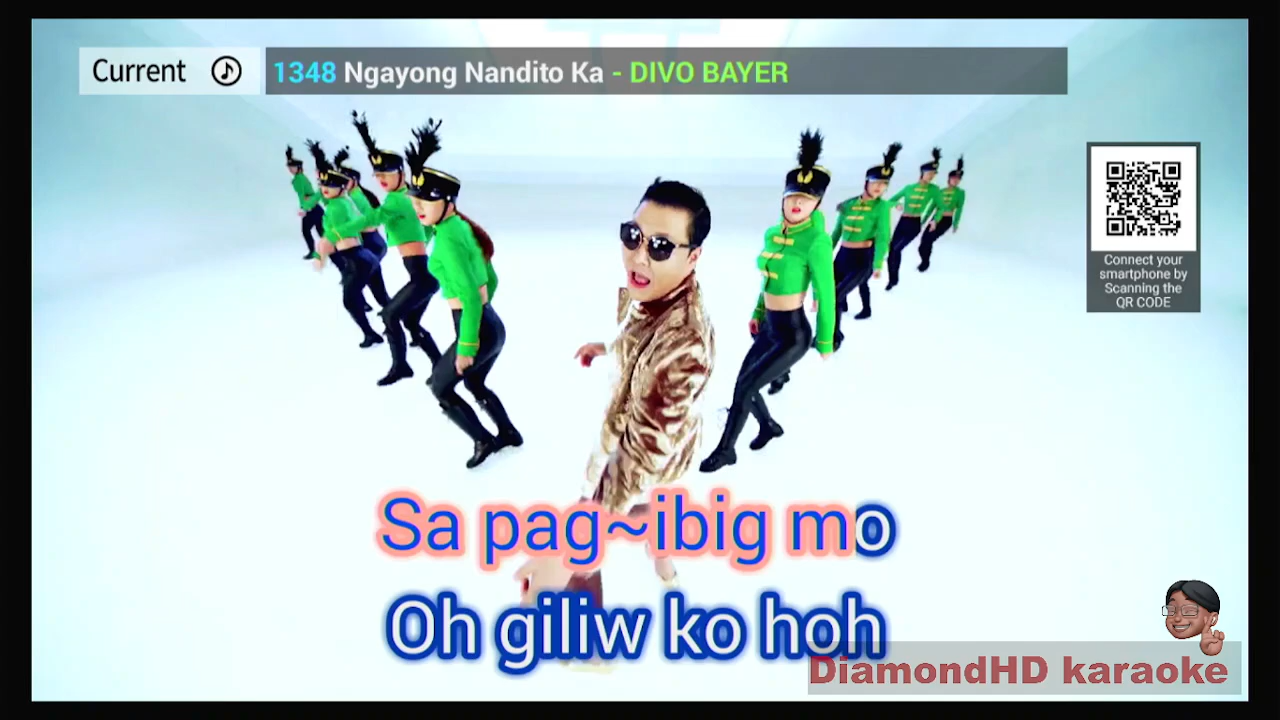 Current
1348 Ngayong Nandito Ka - DIVO BAYER
Connect your
smartphone by
Scanning the
QR CODE
Sa pag~ibig mo
Oh giliw ko hoh
DiamondHD karaoke